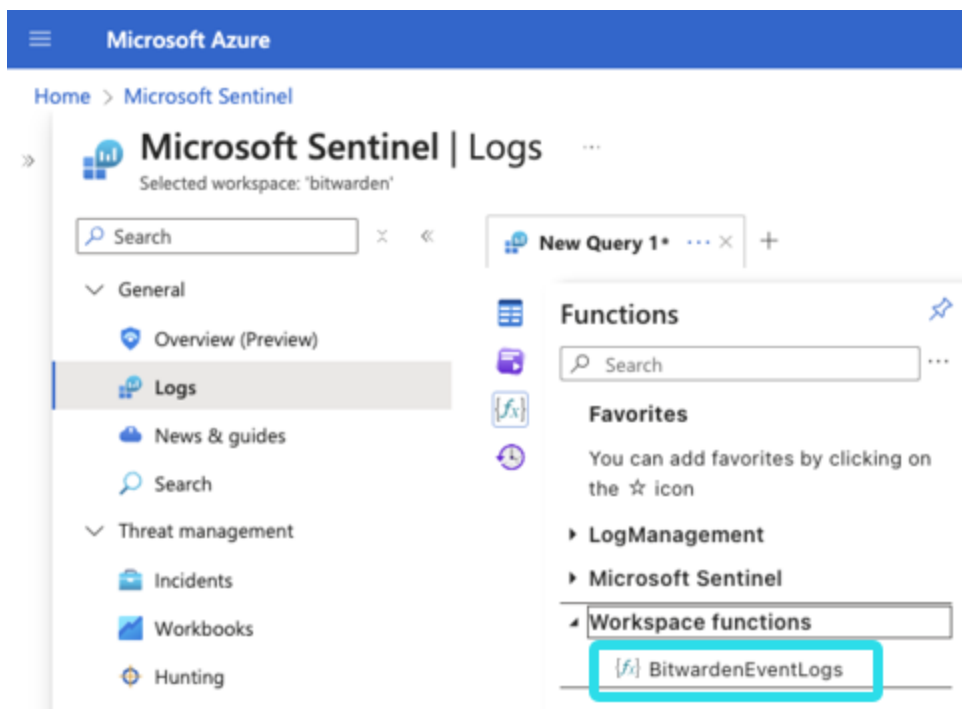 Microsoft Azure
Home > Microsoft Sentinel
Microsoft Sentinel | Logs ...
Selected workspace: 'bitwarden'
Search
General
Overview (Preview)
Logs
News & guides
Search
Threat management
Incidents
Workbooks
Hunting
New Query 1* ... × +
Functions
Search ...
Favorites
You can add favorites by clicking on
the ☆ icon
LogManagement
Microsoft Sentinel
Workspace functions
{fx} BitwardenEventLogs